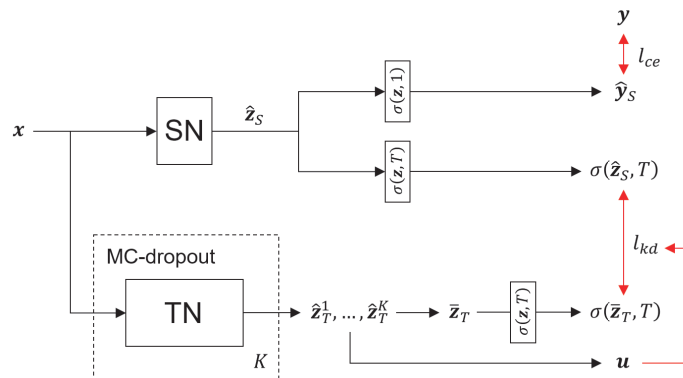 y
l_ce
σ(z, 1)
ŷ_S
x
SN
ẑ_S
σ(z, T)
σ(ẑ_S, T)
l_kd
MC-dropout
TN
ẑ_T^1, … , ẑ_T^K
z̄_T
σ(z, T)
σ(z̄_T, T)
K
u